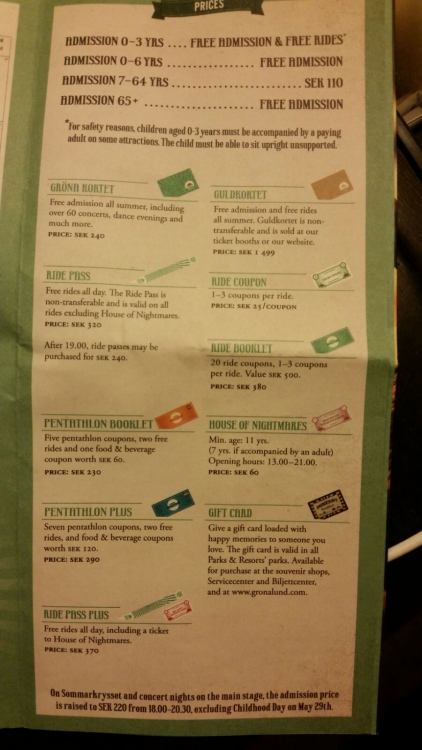 PRICES
ADMISSION 0-3 YRS .... FREE ADMISSION & FREE RIDES*
ADMISSION 0-6 YRS .............. FREE ADMISSION
ADMISSION 7-64 YRS ...................... SEK 110
ADMISSION 65+ .................. FREE ADMISSION
*For safety reasons, children aged 0-3 years must be accompanied by a paying
adult on some attractions. The child must be able to sit upright unsupported.
GRÖNA KORTET
Free admission all summer, including
over 60 concerts, dance evenings and
much more.
PRICE: SEK 240
RIDE PASS
Free rides all day. The Ride Pass is
non-transferable and is valid on all
rides excluding House of Nightmares.
PRICE: SEK 320
After 19.00, ride passes may be
purchased for SEK 240.
PENTATHLON BOOKLET
Five pentathlon coupons, two free
rides and one food & beverage
coupon worth SEK 60.
PRICE: SEK 230
PENTATHLON PLUS
Seven pentathlon coupons, two free
rides, and food & beverage coupons
worth SEK 120.
PRICE: SEK 290
RIDE PASS PLUS
Free rides all day, including a ticket
to House of Nightmares.
PRICE: SEK 370
GULDKORTET
Free admission and free rides
all summer. Guldkortet is non-
transferable and is sold at our
ticket booths or our website.
PRICE: SEK 1 499
RIDE COUPON
1–3 coupons per ride.
PRICE: SEK 25/COUPON
RIDE BOOKLET
20 ride coupons, 1–3 coupons
per ride. Value SEK 500.
PRICE: SEK 380
HOUSE OF NIGHTMARES
Min. age: 11 yrs.
(7 yrs. if accompanied by an adult)
Opening hours: 13.00–21.00.
PRICE: SEK 60
GIFT CARD
Give a gift card loaded with
happy memories to someone you
love. The gift card is valid in all
Parks & Resorts' parks. Available
for purchase at the souvenir shops,
Servicecenter and Biljettcenter,
and at www.gronalund.com.
On Sommarkrysset and concert nights on the main stage, the admission price
is raised to SEK 220 from 18.00-20.30, excluding Childhood Day on May 29th.